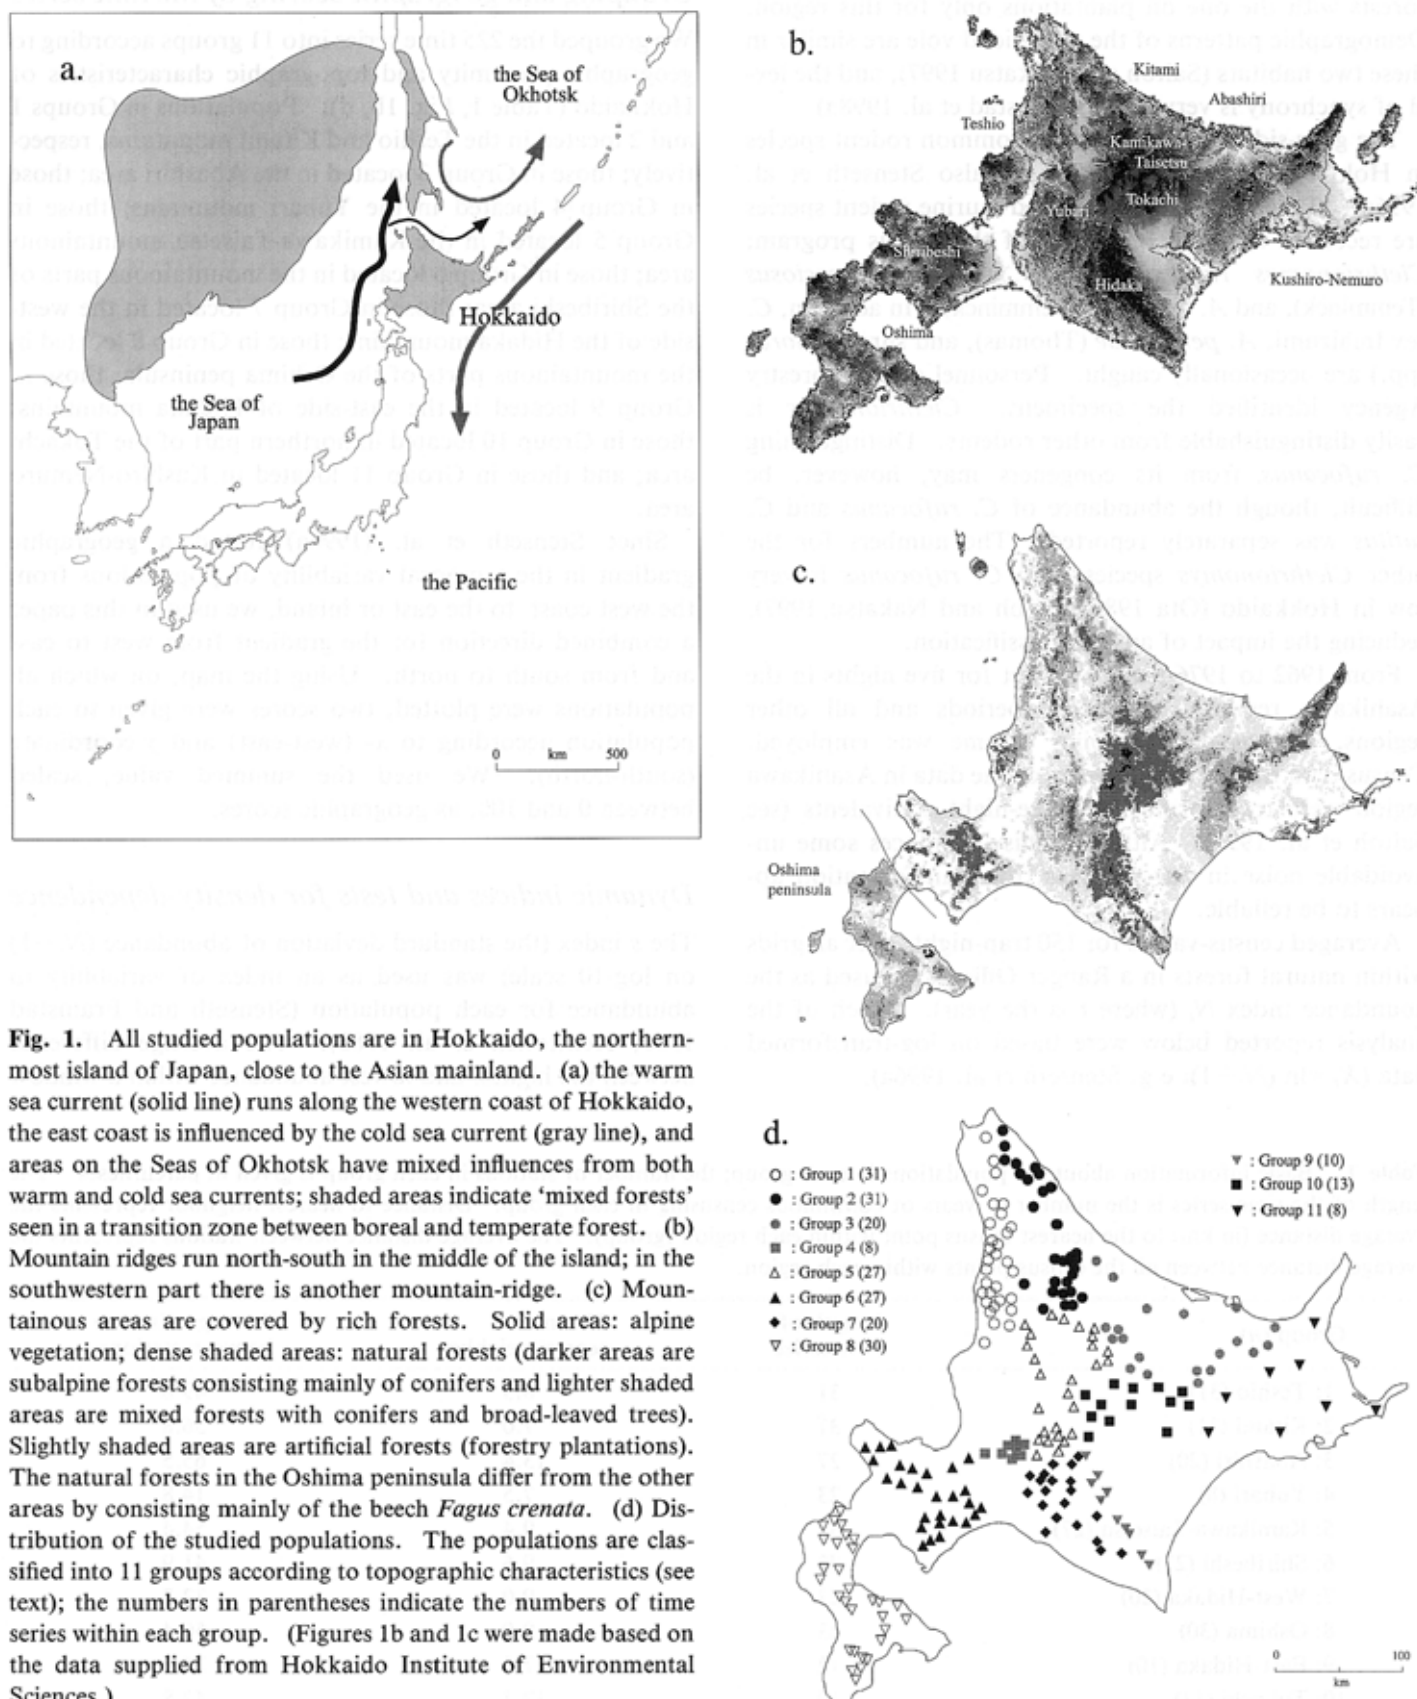 a.
the Sea of
Okhotsk
Hokkaido
the Sea of
Japan
the Pacific
0 km 500
b.
Kitami
Abashiri
Teshio
Kamikawa-
Taisetsu
Tokachi
Yubari
Shiribeshi
Hidaka
Kushiro-Nemuro
Oshima
c.
Oshima
peninsula
Fig. 1. All studied populations are in Hokkaido, the northern-
most island of Japan, close to the Asian mainland. (a) the warm
sea current (solid line) runs along the western coast of Hokkaido,
the east coast is influenced by the cold sea current (gray line), and
areas on the Seas of Okhotsk have mixed influences from both
warm and cold sea currents; shaded areas indicate ‘mixed forests’
seen in a transition zone between boreal and temperate forest. (b)
Mountain ridges run north-south in the middle of the island; in the
southwestern part there is another mountain-ridge. (c) Moun-
tainous areas are covered by rich forests. Solid areas: alpine
vegetation; dense shaded areas: natural forests (darker areas are
subalpine forests consisting mainly of conifers and lighter shaded
areas are mixed forests with conifers and broad-leaved trees).
Slightly shaded areas are artificial forests (forestry plantations).
The natural forests in the Oshima peninsula differ from the other
areas by consisting mainly of the beech Fagus crenata. (d) Dis-
tribution of the studied populations. The populations are clas-
sified into 11 groups according to topographic characteristics (see
text); the numbers in parentheses indicate the numbers of time
series within each group. (Figures 1b and 1c were made based on
the data supplied from Hokkaido Institute of Environmental
Sciences.)
d.
: Group 1 (31)
: Group 2 (31)
: Group 3 (20)
: Group 4 (8)
: Group 5 (27)
: Group 6 (27)
: Group 7 (20)
: Group 8 (30)
: Group 9 (10)
: Group 10 (13)
: Group 11 (8)
0 100
km